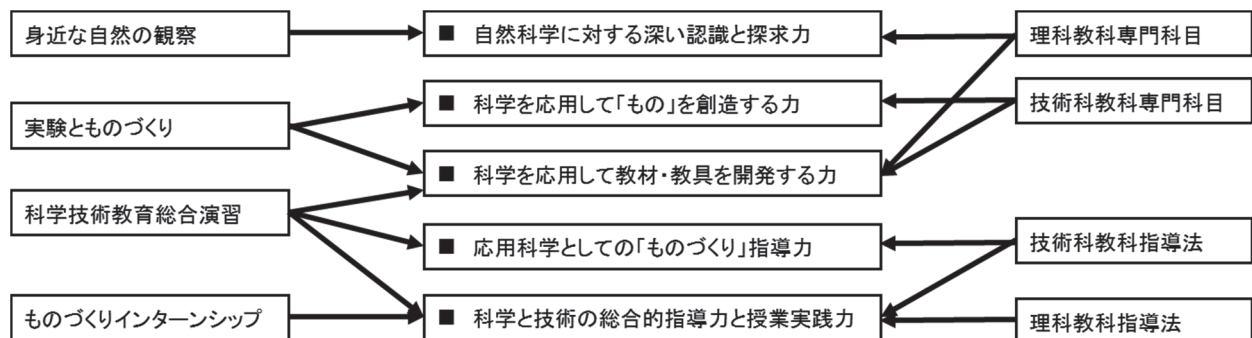 身近な自然の観察
実験とものづくり
科学技術教育総合演習
ものづくりインターンシップ
■ 自然科学に対する深い認識と探求力
■ 科学を応用して「もの」を創造する力
■ 科学を応用して教材・教具を開発する力
■ 応用科学としての「ものづくり」指導力
■ 科学と技術の総合的指導力と授業実践力
理科教科専門科目
技術科教科専門科目
技術科教科指導法
理科教科指導法